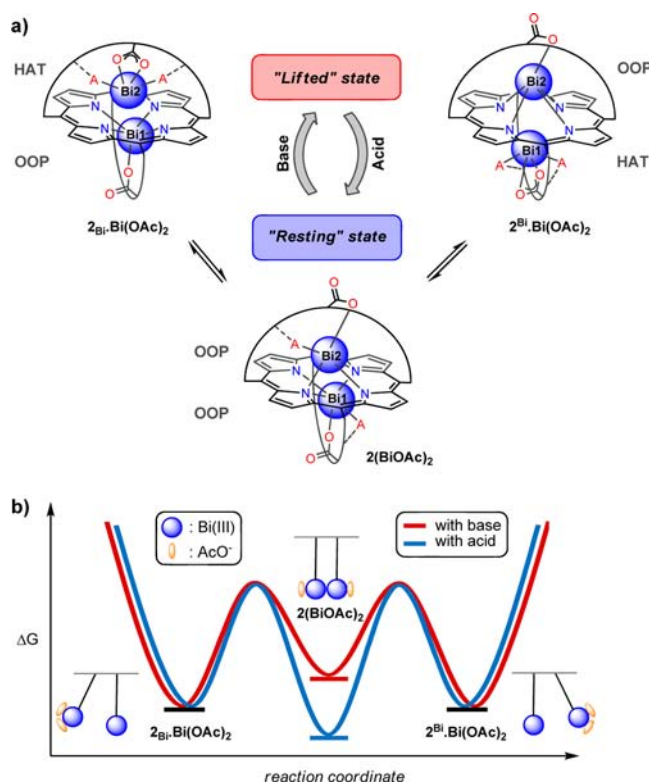 a)
HAT
OOP
O
O
A
A
Bi2
N
N
N
N
Bi1
O
O
2Bi.Bi(OAc)2
"Lifted" state
Base
Acid
"Resting" state
O
O
Bi2
N
N
N
N
Bi1
A
A
O
O
OOP
HAT
2Bi.Bi(OAc)2
OOP
OOP
O
O
A
Bi2
N
N
N
N
Bi1
A
O
O
2(BiOAc)2
b)
: Bi(III)
: AcO-
2(BiOAc)2
with base
with acid
ΔG
2Bi.Bi(OAc)2
2Bi.Bi(OAc)2
reaction coordinate